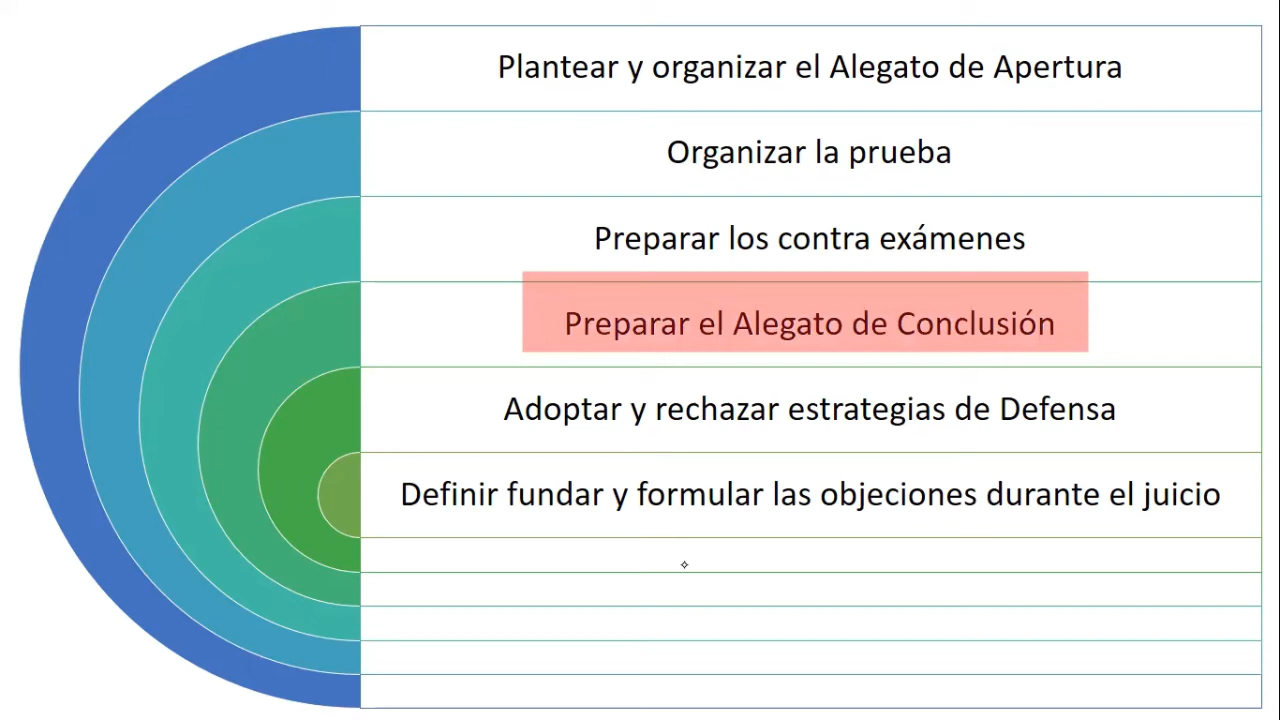 Plantear y organizar el Alegato de Apertura
Organizar la prueba
Preparar los contra exámenes
Preparar el Alegato de Conclusión
Adoptar y rechazar estrategias de Defensa
Definir fundar y formular las objeciones durante el juicio